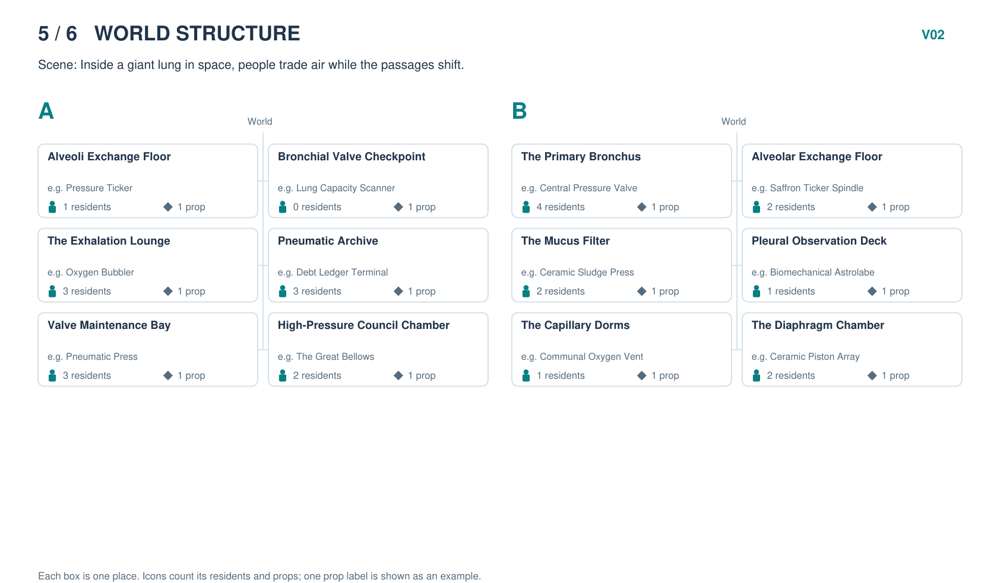 5 / 6 WORLD STRUCTURE
V02
Scene: Inside a giant lung in space, people trade air while the passages shift.
A
World
Alveoli Exchange Floor
e.g. Pressure Ticker
1 residents
1 prop
Bronchial Valve Checkpoint
e.g. Lung Capacity Scanner
0 residents
1 prop
The Exhalation Lounge
e.g. Oxygen Bubbler
3 residents
1 prop
Pneumatic Archive
e.g. Debt Ledger Terminal
3 residents
1 prop
Valve Maintenance Bay
e.g. Pneumatic Press
3 residents
1 prop
High-Pressure Council Chamber
e.g. The Great Bellows
2 residents
1 prop
B
World
The Primary Bronchus
e.g. Central Pressure Valve
4 residents
1 prop
Alveolar Exchange Floor
e.g. Saffron Ticker Spindle
2 residents
1 prop
The Mucus Filter
e.g. Ceramic Sludge Press
2 residents
1 prop
Pleural Observation Deck
e.g. Biomechanical Astrolabe
1 residents
1 prop
The Capillary Dorms
e.g. Communal Oxygen Vent
1 residents
1 prop
The Diaphragm Chamber
e.g. Ceramic Piston Array
2 residents
1 prop
Each box is one place. Icons count its residents and props; one prop label is shown as an example.